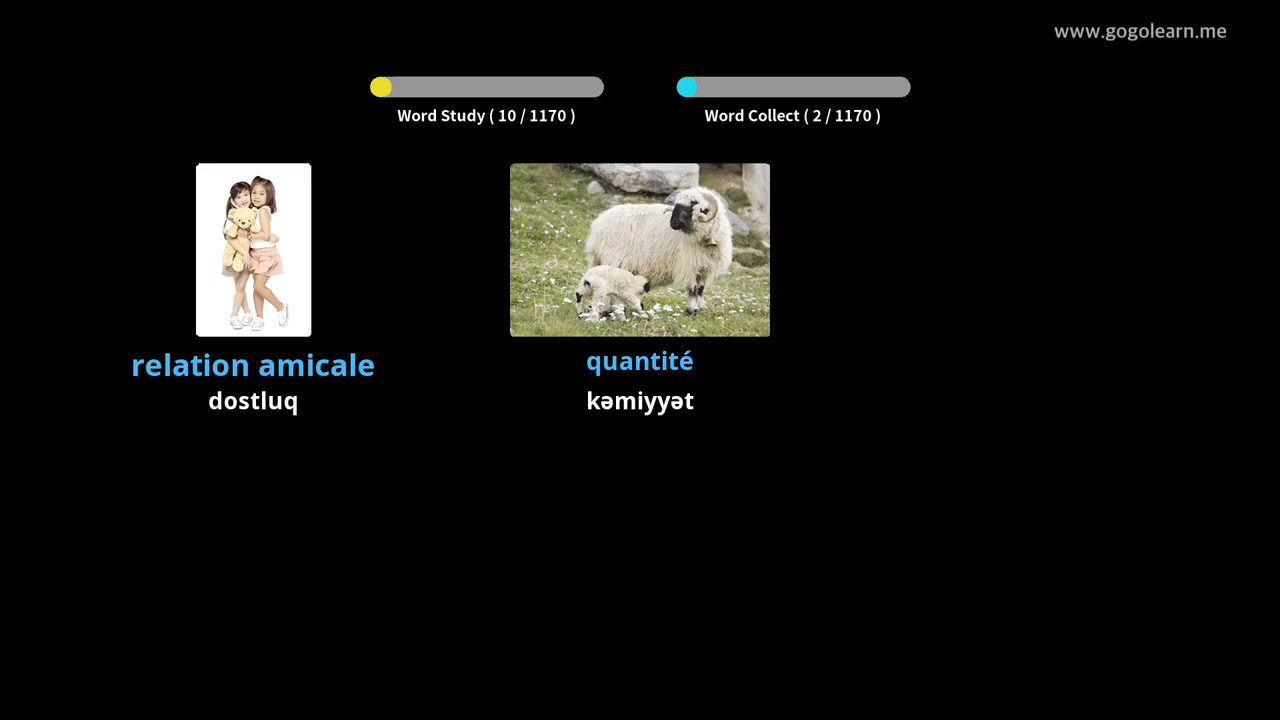 www.gogolearn.me
Word Study ( 10 / 1170 )
Word Collect ( 2 / 1170 )
relation amicale
dostluq
quantité
kəmiyyət